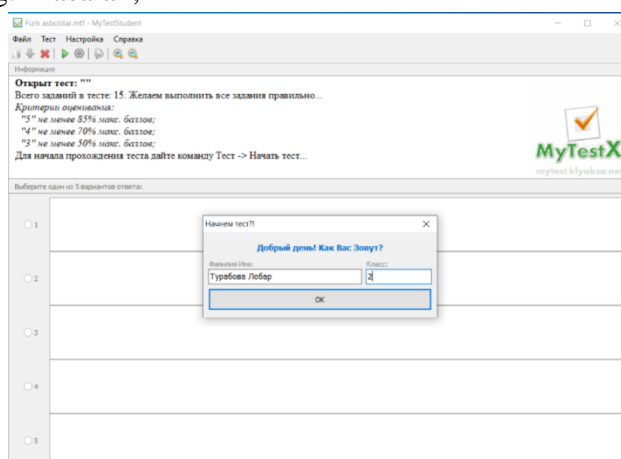 Fizik asboblar.mtf - MyTestStudent
Файл Тест Настройка Справка
Информация
Открыт тест: ""
Всего заданий в тесте: 15. Желаем выполнить все задания правильно...
Критерии оценивания:
"5" не менее 85% макс. баллов;
"4" не менее 70% макс. баллов;
"3" не менее 50% макс. баллов;
Для начала прохождения теста дайте команду Тест -> Начать тест...
MyTestX
mytest.klyaksa.net
Выберите один из 5 вариантов ответа:
1
Начнем тест?!
Добрый день! Как Вас Зовут?
Фамилия Имя: Класс:
Турабова Лобар 2
OK
2
3
4
5